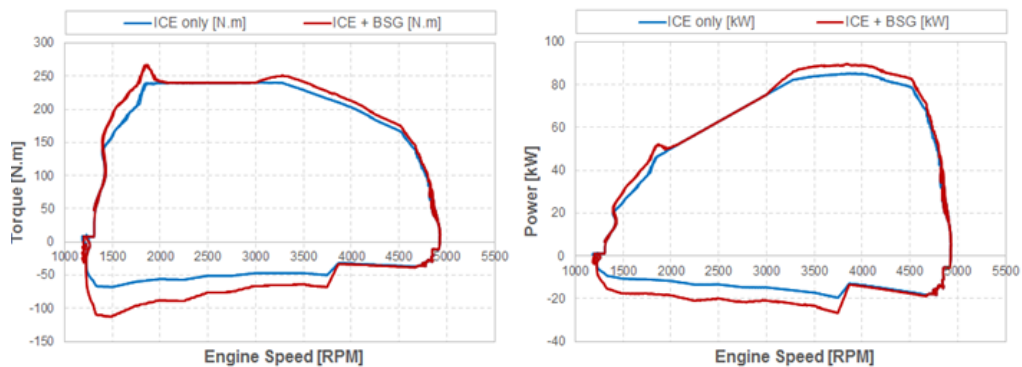 ICE only [N.m] ICE + BSG [N.m]
300
250
200
150
100
50
0
-50
-100
-150
1000 1500 2000 2500 3000 3500 4000 4500 5000 5500
Torque [N.m]
Engine Speed [RPM]
ICE only [kW] ICE + BSG [kW]
100
80
60
40
20
0
-20
-40
1000 1500 2000 2500 3000 3500 4000 4500 5000 5500
Power [kW]
Engine Speed [RPM]